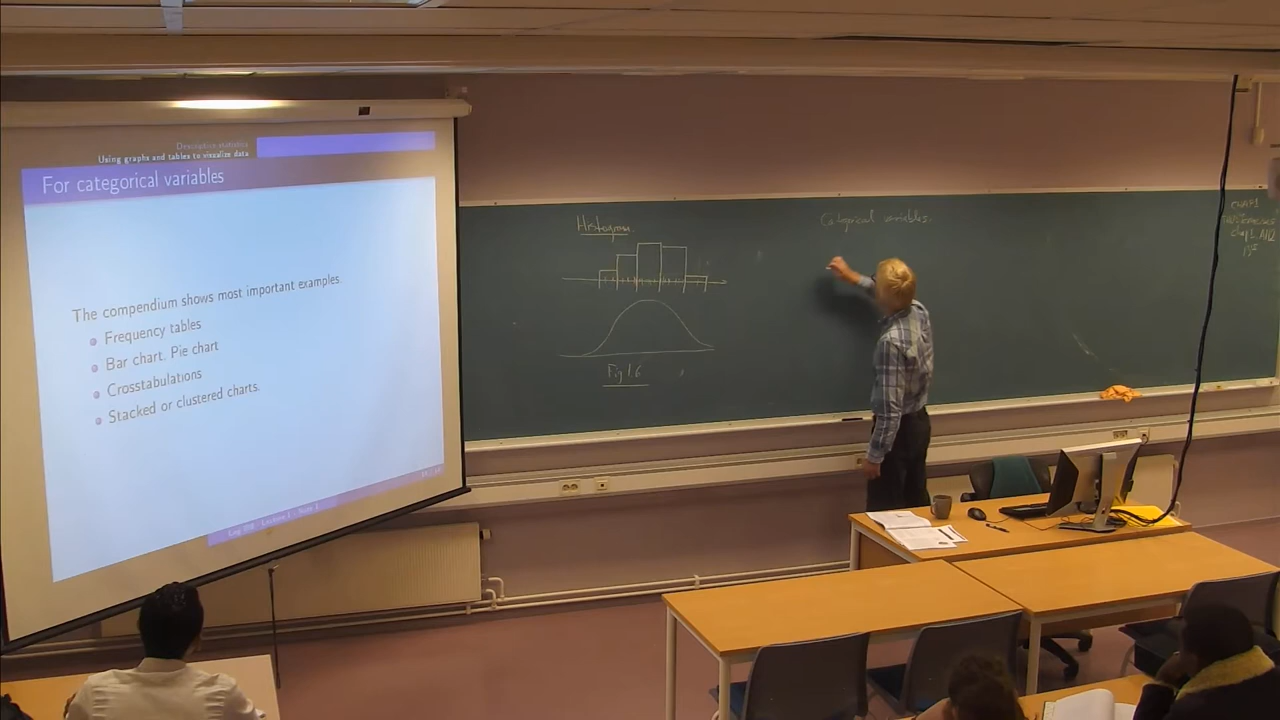 Descriptive statistics
Using graphs and tables to visualize data
For categorical variables
The compendium shows most important examples.
Frequency tables
Bar chart. Pie chart
Crosstabulations
Stacked or clustered charts.
Histogram.
Fig 1.6
Categorical variables.
CHAP1